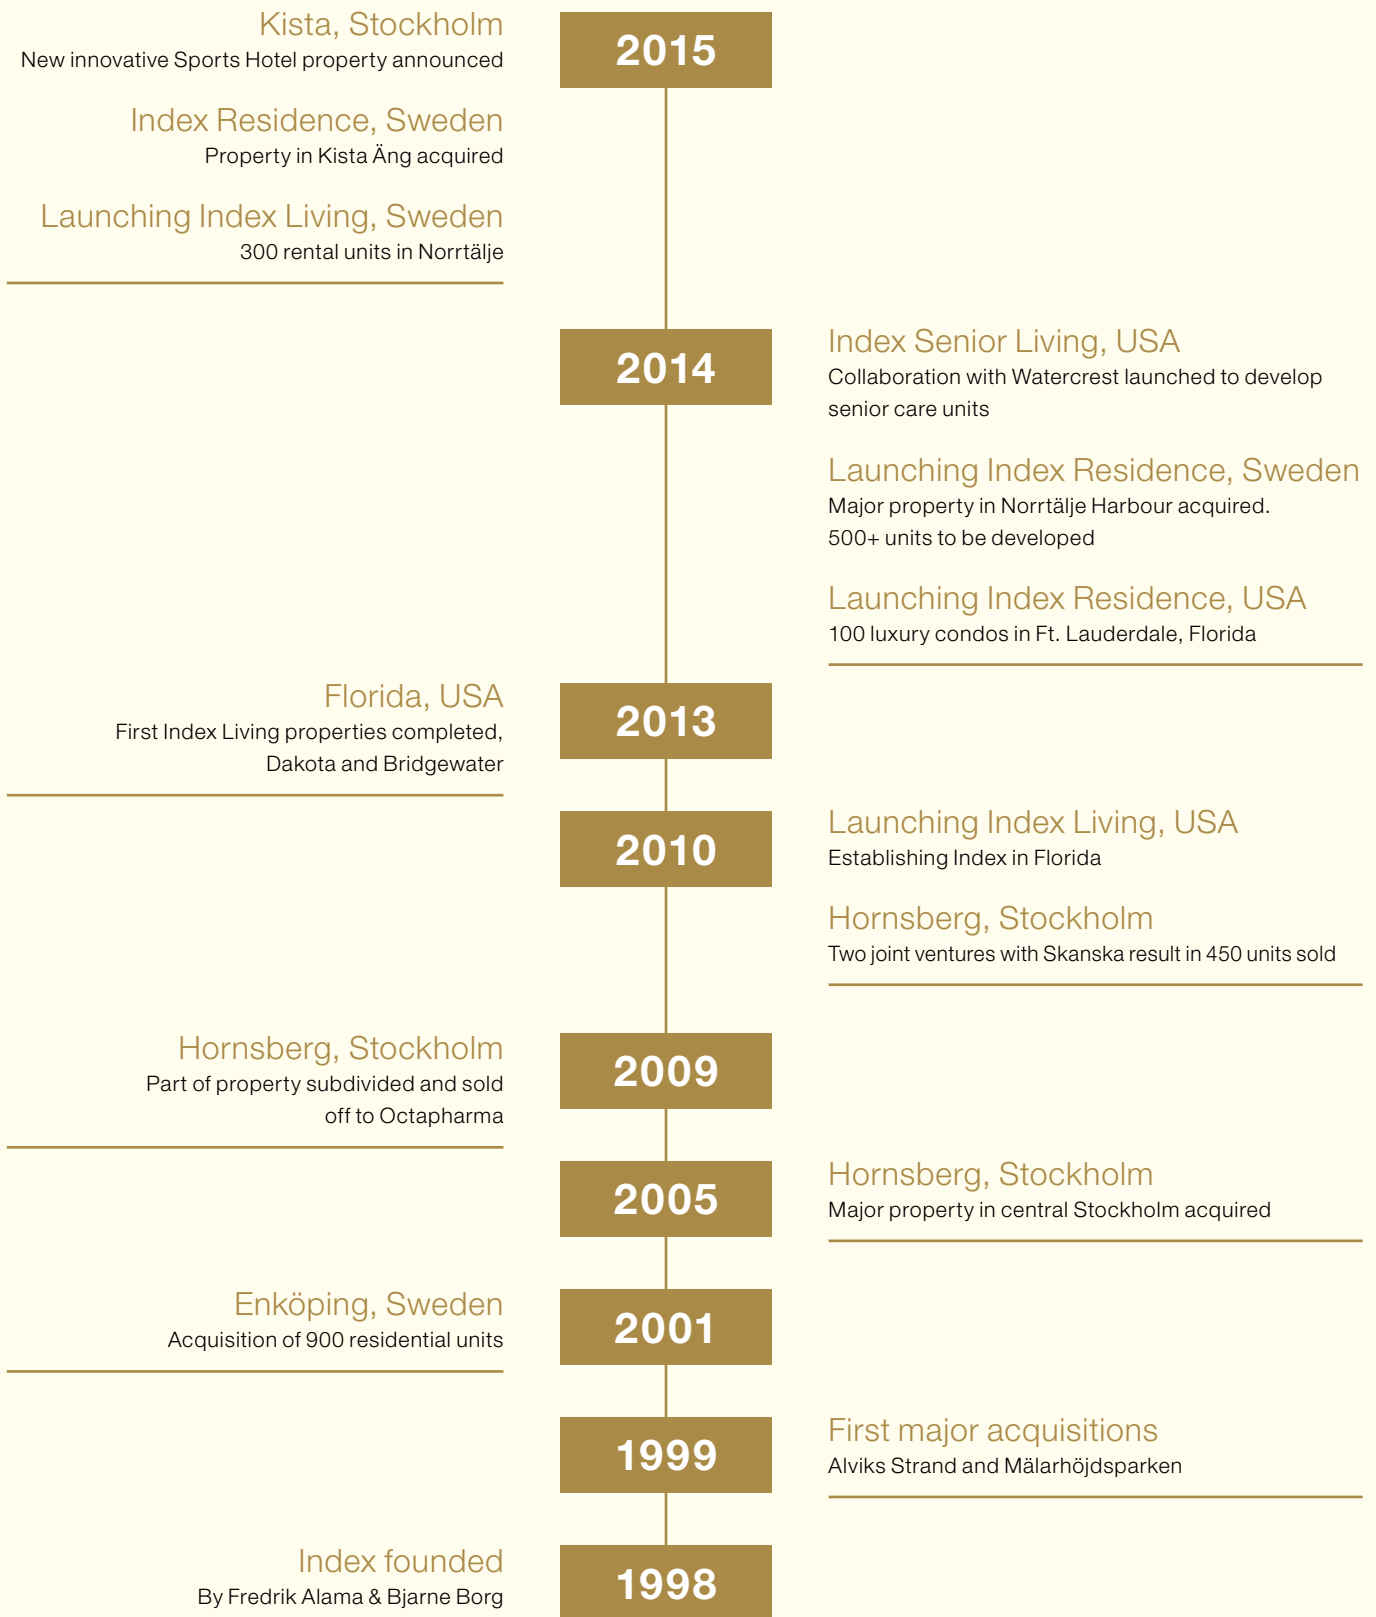 2015
Kista, Stockholm
New innovative Sports Hotel property announced
Index Residence, Sweden
Property in Kista Äng acquired
Launching Index Living, Sweden
300 rental units in Norrtälje
2014
Index Senior Living, USA
Collaboration with Watercrest launched to develop
senior care units
Launching Index Residence, Sweden
Major property in Norrtälje Harbour acquired.
500+ units to be developed
Launching Index Residence, USA
100 luxury condos in Ft. Lauderdale, Florida
2013
Florida, USA
First Index Living properties completed,
Dakota and Bridgewater
2010
Launching Index Living, USA
Establishing Index in Florida
Hornsberg, Stockholm
Two joint ventures with Skanska result in 450 units sold
2009
Hornsberg, Stockholm
Part of property subdivided and sold
off to Octapharma
2005
Hornsberg, Stockholm
Major property in central Stockholm acquired
2001
Enköping, Sweden
Acquisition of 900 residential units
1999
First major acquisitions
Alviks Strand and Mälarhöjdsparken
1998
Index founded
By Fredrik Alama & Bjarne Borg